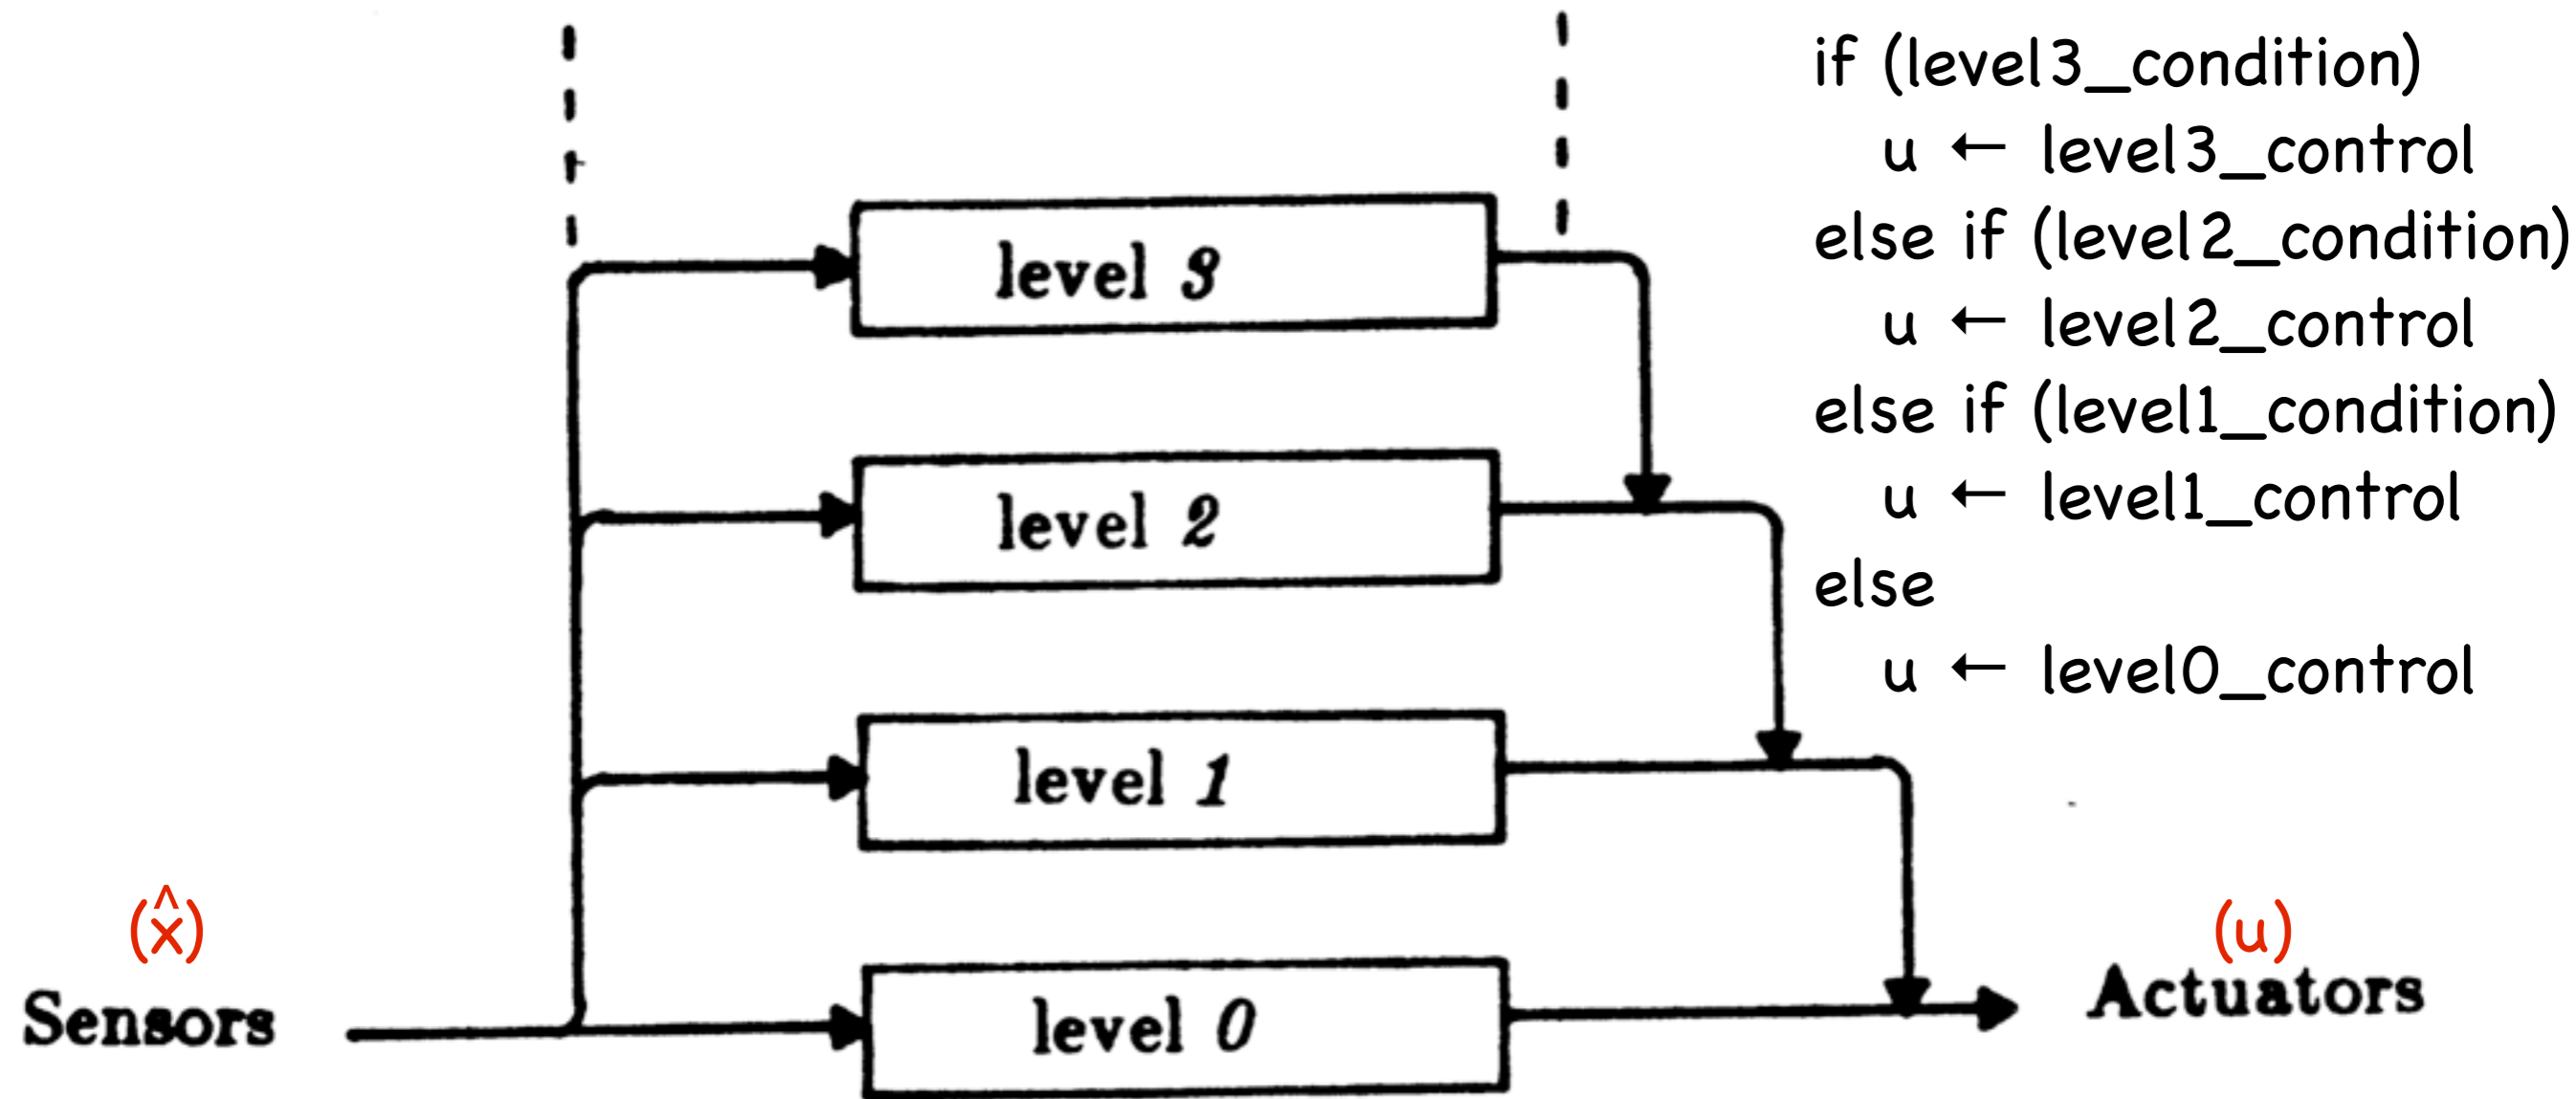 if (level3_condition)
u ← level3_control
else if (level2_condition)
u ← level2_control
else if (level1_condition)
u ← level1_control
else
u ← level0_control
level 3
level 2
level 1
level 0
(x̂)
Sensors
(u)
Actuators